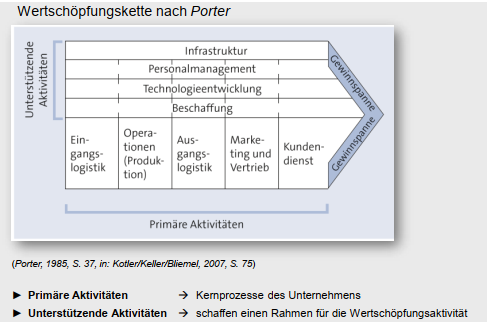 Wertschöpfungskette nach Porter
Unterstützende
Aktivitäten
Infrastruktur
Personalmanagement
Technologieentwicklung
Beschaffung
Gewinnspanne
Gewinnspanne
Ein-
gangs-
logistik
Opera-
tionen
(Produk-
tion)
Aus-
gangs-
logistik
Marke-
ting und
Vertrieb
Kunden-
dienst
Primäre Aktivitäten
(Porter, 1985, S. 37, in: Kotler/Keller/Bliemel, 2007, S. 75)
► Primäre Aktivitäten → Kernprozesse des Unternehmens
► Unterstützende Aktivitäten → schaffen einen Rahmen für die Wertschöpfungsaktivität